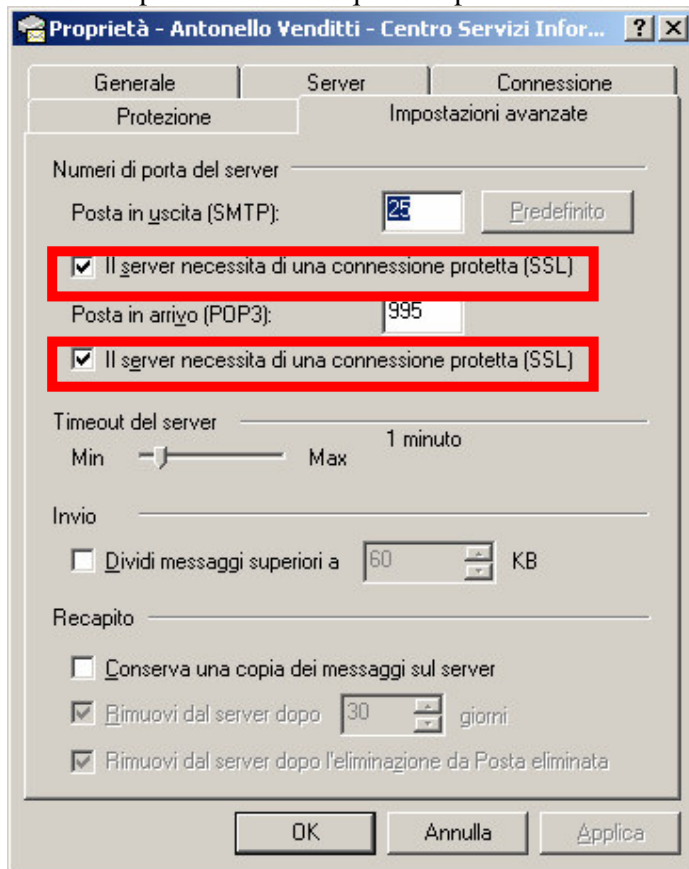 Proprietà - Antonello Venditti - Centro Servizi Infor...
Generale Server Connessione
Protezione Impostazioni avanzate
Numeri di porta del server
Posta in uscita (SMTP): 25 Predefinito
Il server necessita di una connessione protetta (SSL)
Posta in arrivo (POP3): 995
Il server necessita di una connessione protetta (SSL)
Timeout del server
Min Max 1 minuto
Invio
Dividi messaggi superiori a 60 KB
Recapito
Conserva una copia dei messaggi sul server
Rimuovi dal server dopo 30 giorni
Rimuovi dal server dopo l'eliminazione da Posta eliminata
OK Annulla Applica